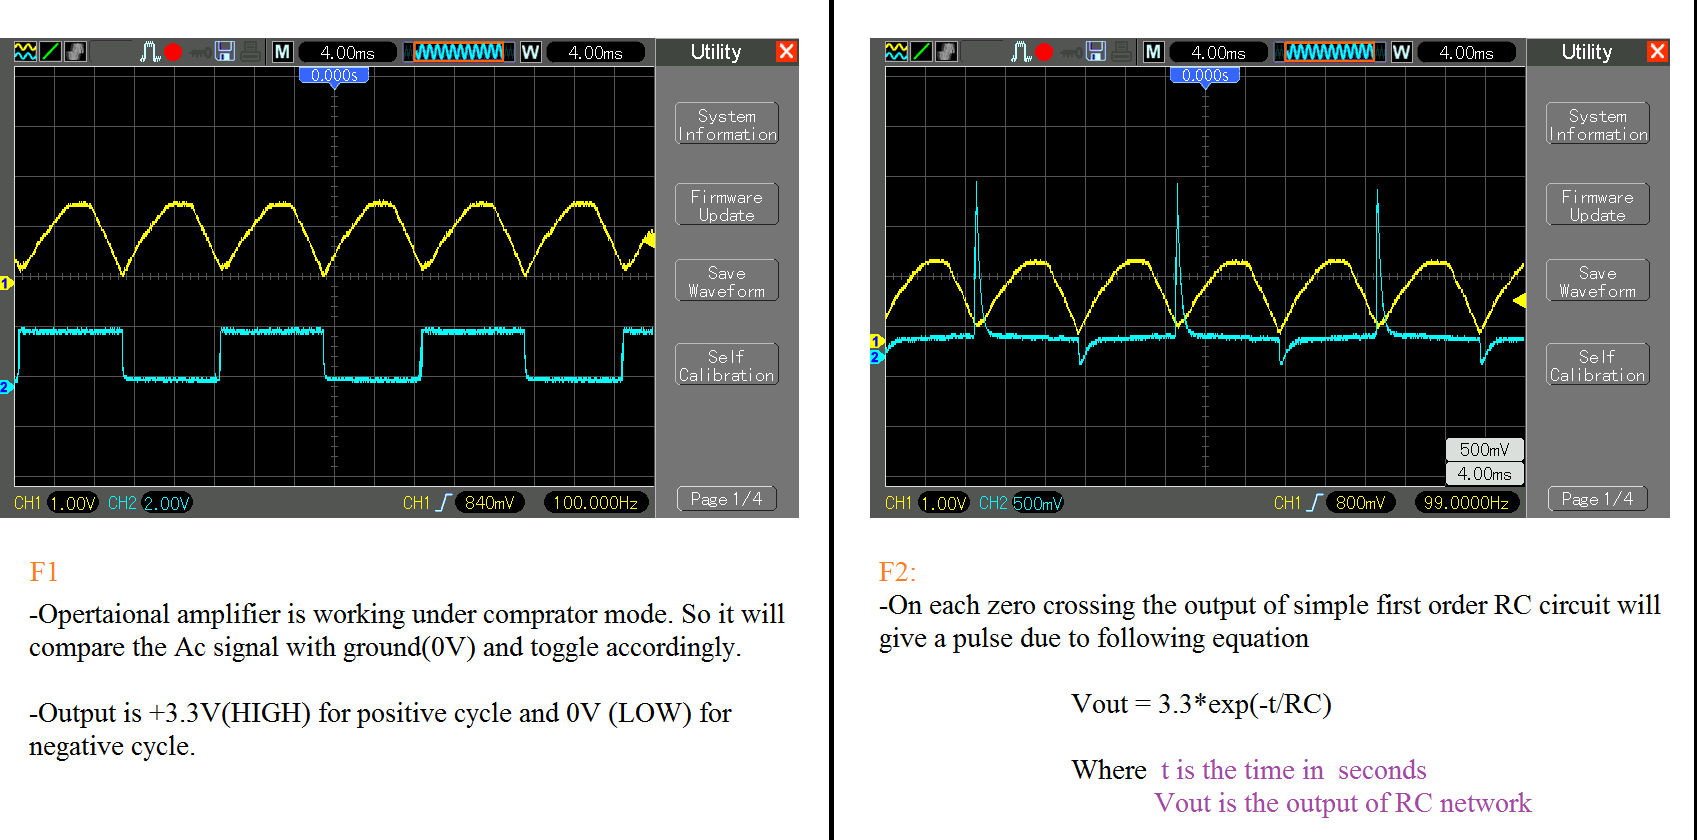 M 4.00ms W 4.00ms Utility X
0.000s
System
Information
Firmware
Update
Save
Waveform
1
Self
Calibration
2
CH1 1.00V CH2 2.00V CH1 840mV 100.000Hz Page 1/4
F1
-Opertaional amplifier is working under comprator mode. So it will
compare the Ac signal with ground(0V) and toggle accordingly.
-Output is +3.3V(HIGH) for positive cycle and 0V (LOW) for
negative cycle.
M 4.00ms W 4.00ms Utility X
0.000s
System
Information
Firmware
Update
Save
Waveform
1
2
Self
Calibration
500mV
4.00ms
CH1 1.00V CH2 500mV CH1 800mV 99.0000Hz Page 1/4
F2:
-On each zero crossing the output of simple first order RC circuit will
give a pulse due to following equation
Vout = 3.3*exp(-t/RC)
Where t is the time in seconds
Vout is the output of RC network